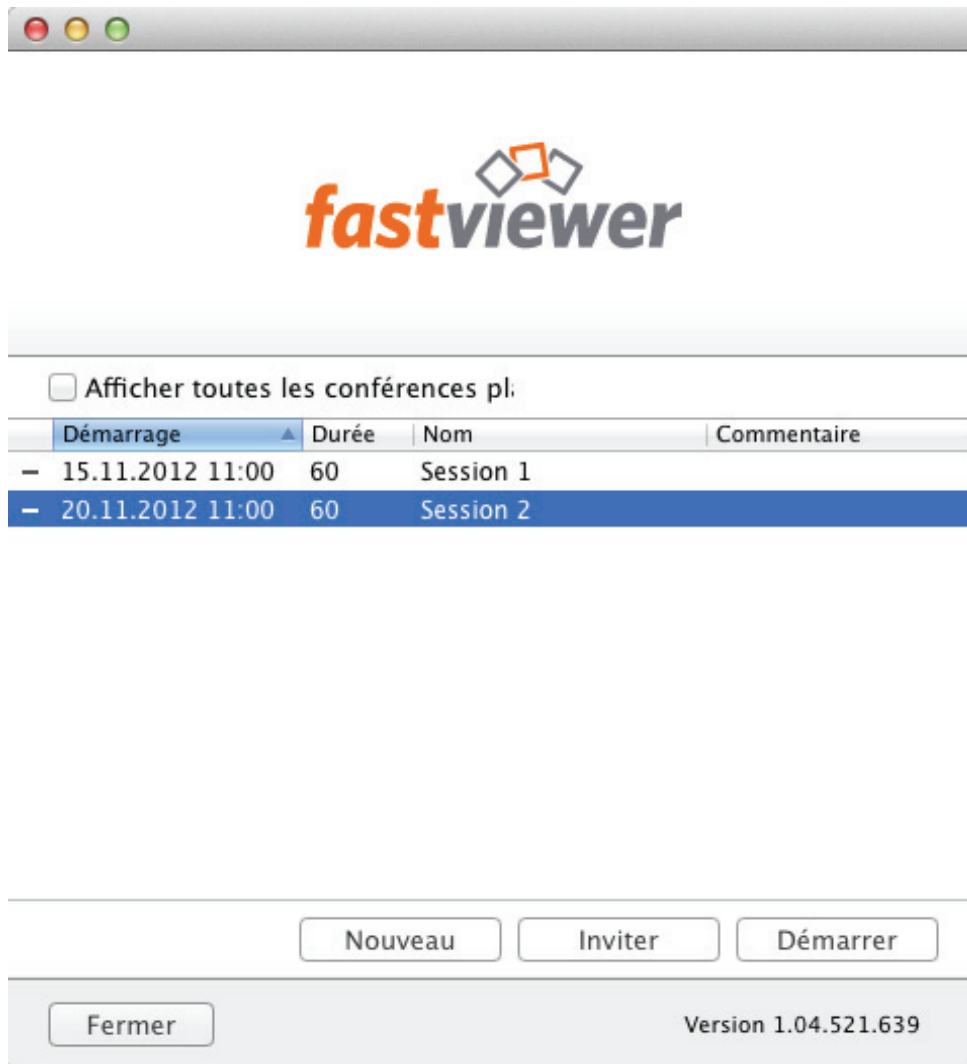 fastviewer
Afficher toutes les conférences pl
Démarrage Durée Nom Commentaire
– 15.11.2012 11:00 60 Session 1
– 20.11.2012 11:00 60 Session 2
Nouveau Inviter Démarrer
Fermer Version 1.04.521.639